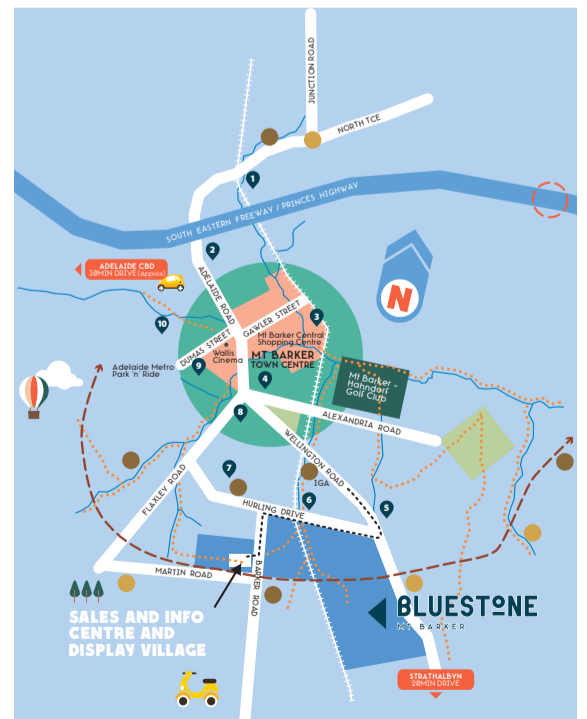 JUNCTION ROAD
NORTH TCE
1
SOUTH EASTERN FREEWAY / PRINCES HIGHWAY
2
ADELAIDE CBD
30MIN DRIVE (Approx)
N
ADELAIDE ROAD
10
GAWLER STREET
3
DUMAS STREET
Mt Barker Central
Shopping Centre
Wallis
Cinema
MT BARKER
TOWN CENTRE
9
Adelaide Metro
Park 'n' Ride
4
Mt Barker -
Hahndorf
Golf Club
8
ALEXANDRIA ROAD
WELLINGTON ROAD
7
FLAXLEY ROAD
IGA
6
5
HURLING DRIVE
MARTIN ROAD
BARKER ROAD
SALES AND INFO
CENTRE AND
DISPLAY VILLAGE
BLUESTONE
MT BARKER
STRATHALBYN
20MIN DRIVE